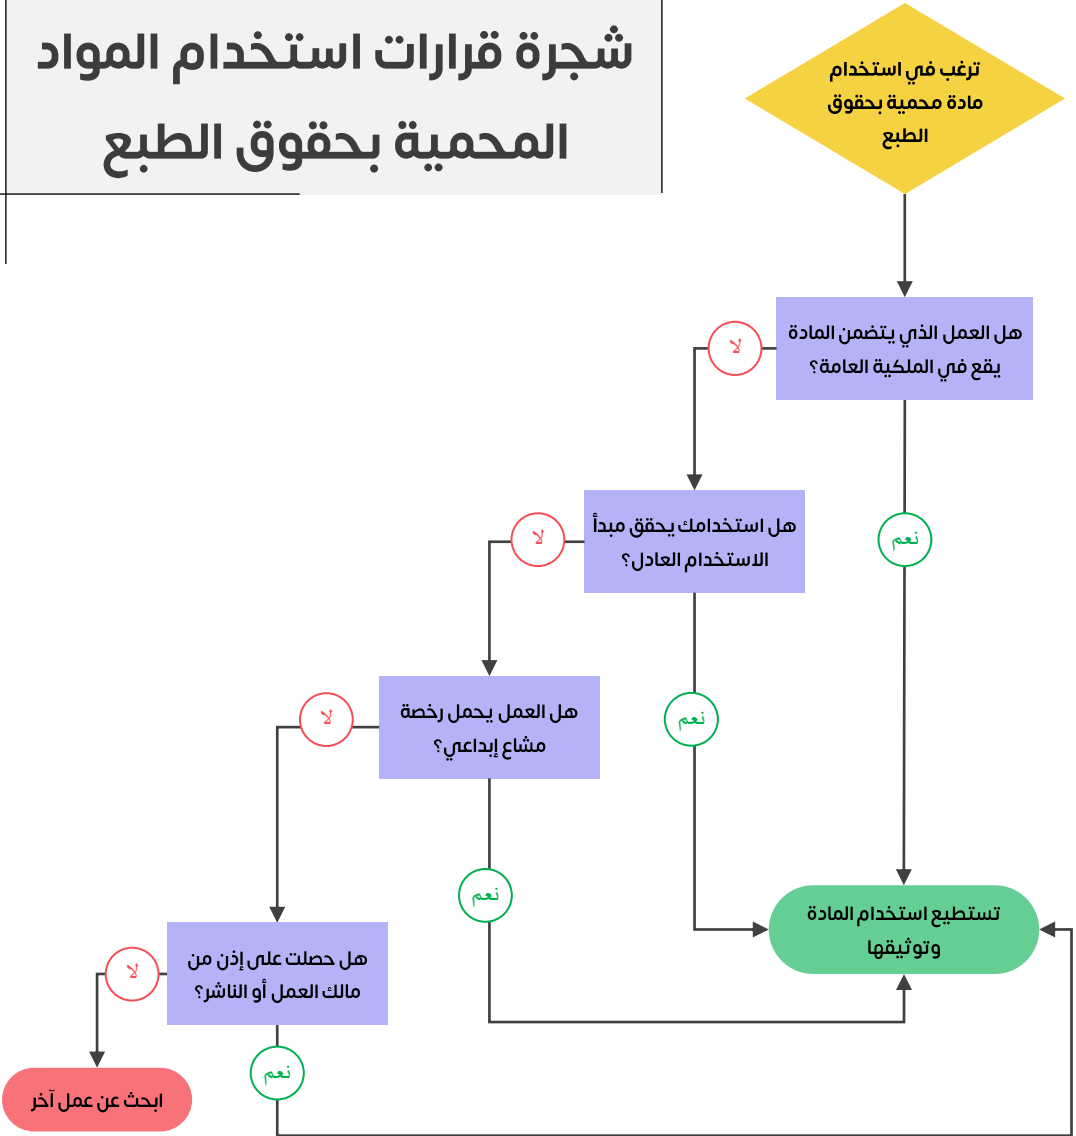 شجرة قرارات استخدام المواد
المحمية بحقوق الطبع
ترغب في استخدام
مادة محمية بحقوق
الطبع
هل العمل الذي يتضمن المادة
يقع في الملكية العامة؟
لا
نعم
هل استخدامك يحقق مبدأ
الاستخدام العادل؟
لا
نعم
هل العمل يحمل رخصة
مشاع إبداعي؟
لا
نعم
تستطيع استخدام المادة
وتوثيقها
هل حصلت على إذن من
مالك العمل أو الناشر؟
لا
نعم
ابحث عن عمل آخر